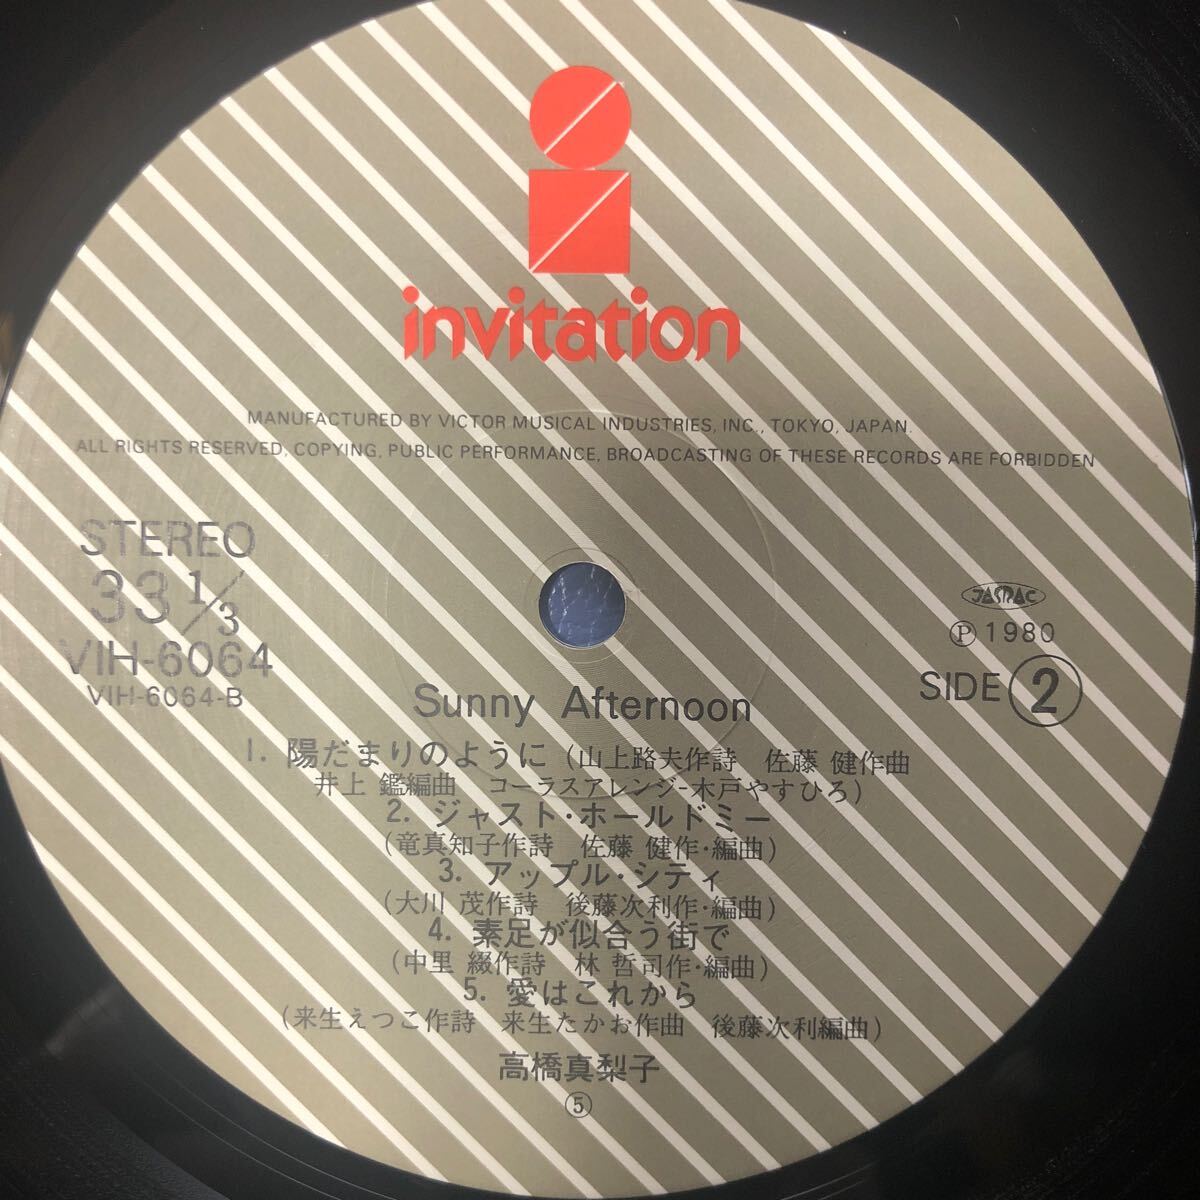 invitation
MANUFACTURED BY VICTOR MUSICAL INDUSTRIES, INC., TOKYO, JAPAN.
ALL RIGHTS RESERVED, COPYING, PUBLIC PERFORMANCE, BROADCASTING OF THESE RECORDS ARE FORBIDDEN
STEREO
33 1/3
VIH-6064
VIH-6064-B
JASRAC
Ⓟ 1980
SIDE 2
Sunny Afternoon
1. 陽だまりのように (山上路夫作詩 佐藤 健作曲
井上 鑑編曲 コーラスアレンジ-木戸やすひろ)
2. ジャスト・ホールドミー
(竜真知子作詩 佐藤 健作・編曲)
3. アップル・シティ
(大川 茂作詩 後藤次利作・編曲)
4. 素足が似合う街で
(中里 綴作詩 林 哲司作・編曲)
5. 愛はこれから
(来生えつこ作詩 来生たかお作曲 後藤次利編曲)
高橋真梨子
⑤